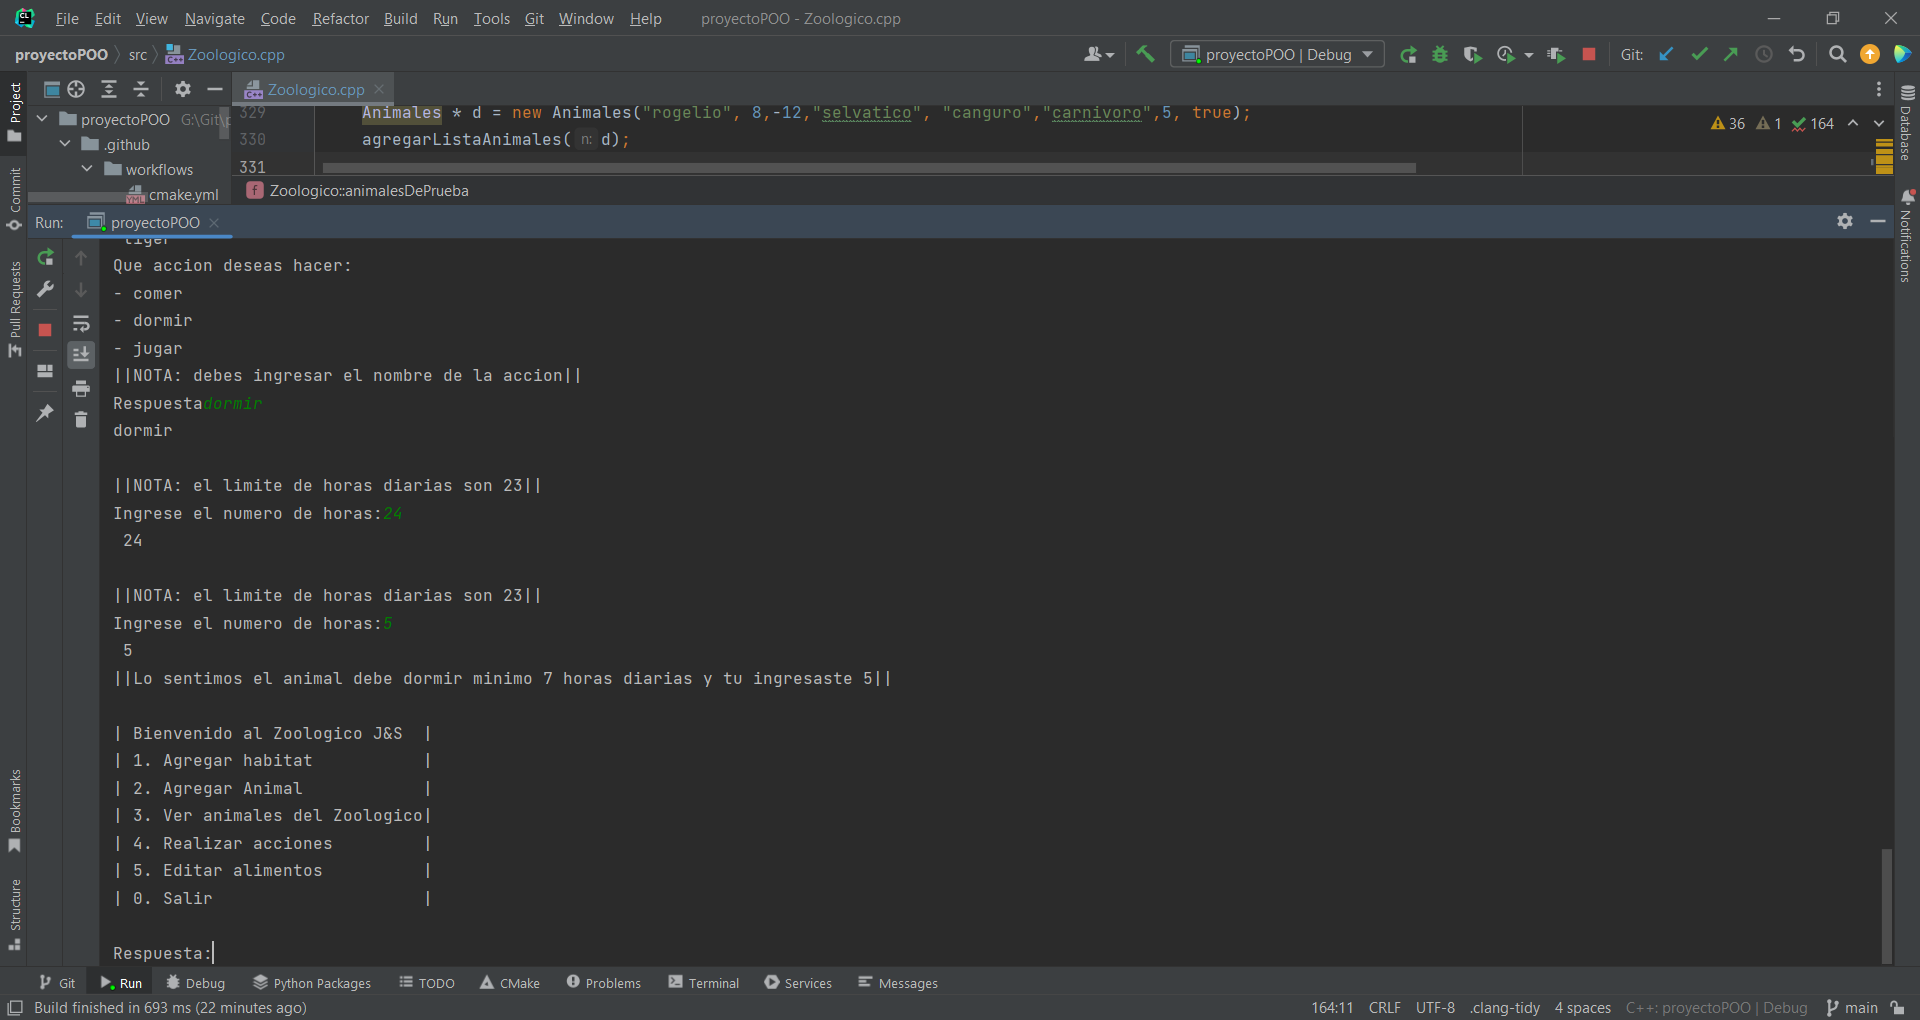 File Edit View Navigate Code Refactor Build Run Tools Git Window Help proyectoPOO - Zoologico.cpp
proyectoPOO src Zoologico.cpp proyectoPOO | Debug Git:
Project Zoologico.cpp
329 Animales * d = new Animales("rogelio", 8,-12,"selvatico", "canguro","carnivoro",5, true);
proyectoPOO G:\Git\p
36 1 164
330 agregarListaAnimales( n: d);
.github
331
workflows
cmake.yml
Zoologico::animalesDePrueba
Run: proyectoPOO
tiger
Que accion deseas hacer:
- comer
- dormir
- jugar
||NOTA: debes ingresar el nombre de la accion||
Respuestadormir
dormir
||NOTA: el limite de horas diarias son 23||
Ingrese el numero de horas:24
24
||NOTA: el limite de horas diarias son 23||
Ingrese el numero de horas:5
5
||Lo sentimos el animal debe dormir minimo 7 horas diarias y tu ingresaste 5||
| Bienvenido al Zoologico J&S |
| 1. Agregar habitat |
| 2. Agregar Animal |
| 3. Ver animales del Zoologico|
| 4. Realizar acciones |
| 5. Editar alimentos |
| 0. Salir |
Respuesta:
Commit
Pull Requests
Bookmarks
Structure
Database
Notifications
Git Run Debug Python Packages TODO CMake Problems Terminal Services Messages
Build finished in 693 ms (22 minutes ago) 164:11 CRLF UTF-8 .clang-tidy 4 spaces C++: proyectoPOO | Debug main